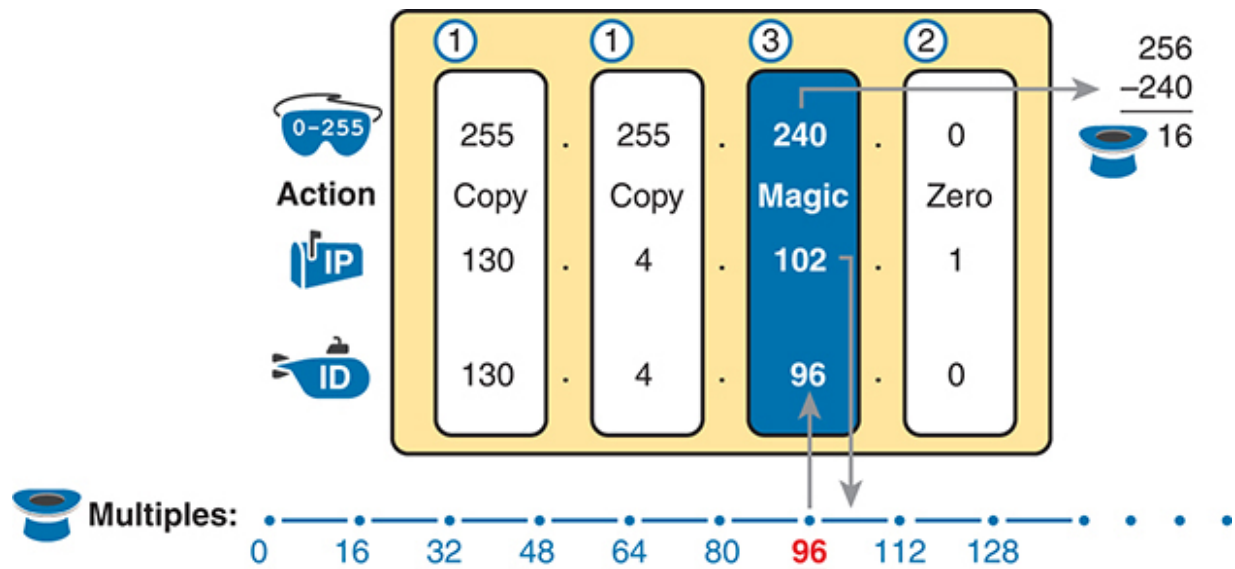 1 1 3 2
256
–240
16
0–255 255 . 255 . 240 . 0
Action Copy Copy Magic Zero
IP 130 . 4 . 102 . 1
ID 130 . 4 . 96 . 0
Multiples:
0 16 32 48 64 80 96 112 128